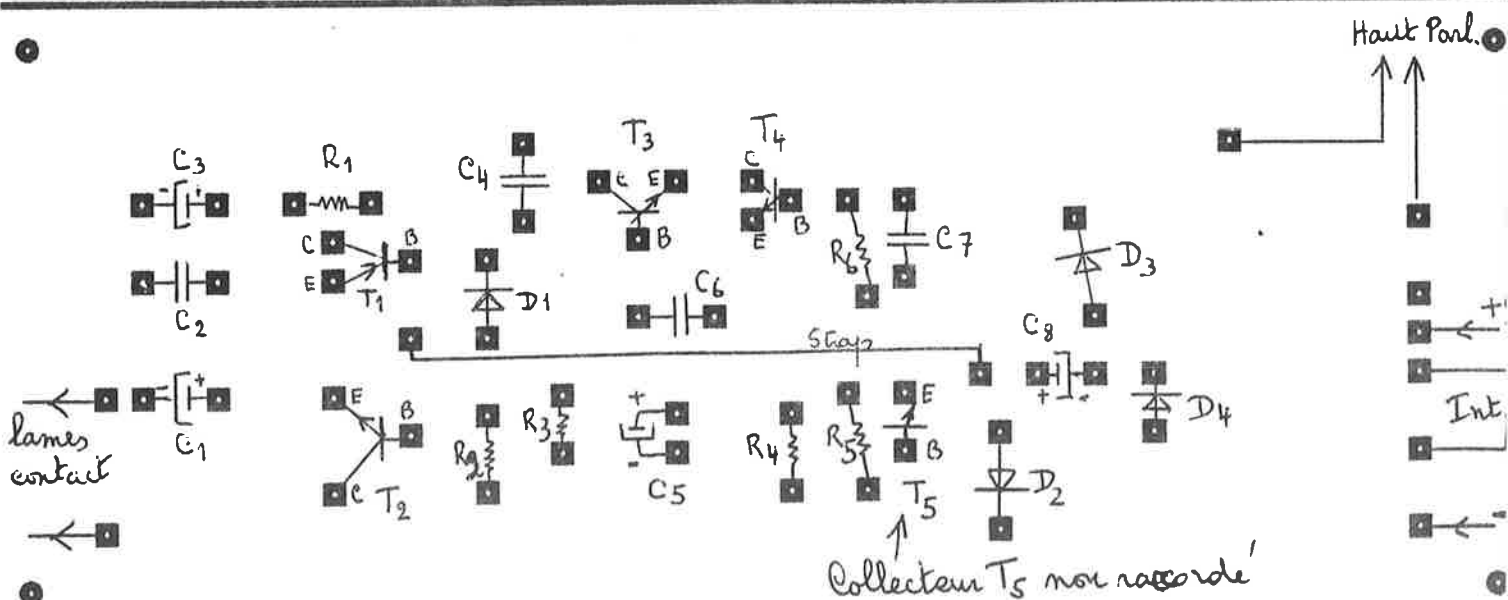 Haut Parl.
C3
- +
R1
C4
T3
C E
B
T4
C
E B
R6
C7
D3
C2
C
B
E
T1
D1
C6
Strap
C8
+ -
D4
+
Int
-
lames
contact
- +
C1
E
B
C T2
R2
R3
+
-
C5
R4
R5
E
B
T5
D2
Collecteur T5 non raccordé